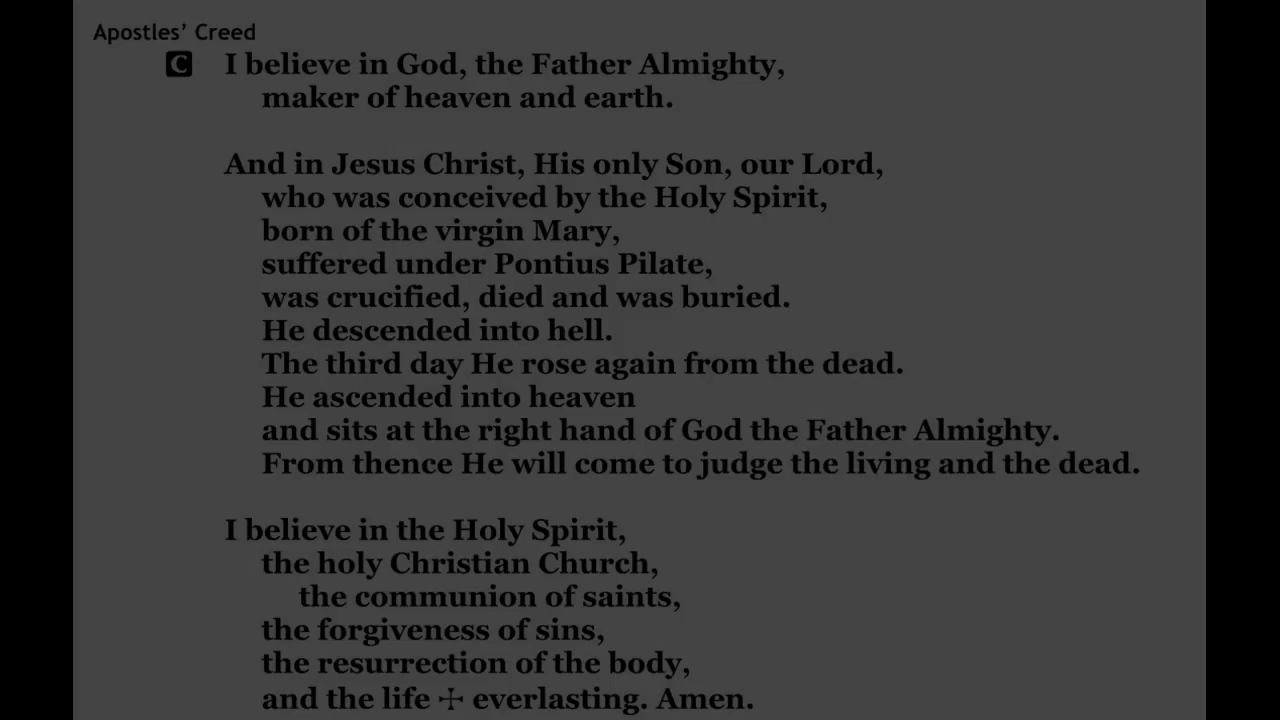 Apostles’ Creed
C I believe in God, the Father Almighty,
maker of heaven and earth.
And in Jesus Christ, His only Son, our Lord,
who was conceived by the Holy Spirit,
born of the virgin Mary,
suffered under Pontius Pilate,
was crucified, died and was buried.
He descended into hell.
The third day He rose again from the dead.
He ascended into heaven
and sits at the right hand of God the Father Almighty.
From thence He will come to judge the living and the dead.
I believe in the Holy Spirit,
the holy Christian Church,
the communion of saints,
the forgiveness of sins,
the resurrection of the body,
and the life ☩ everlasting. Amen.